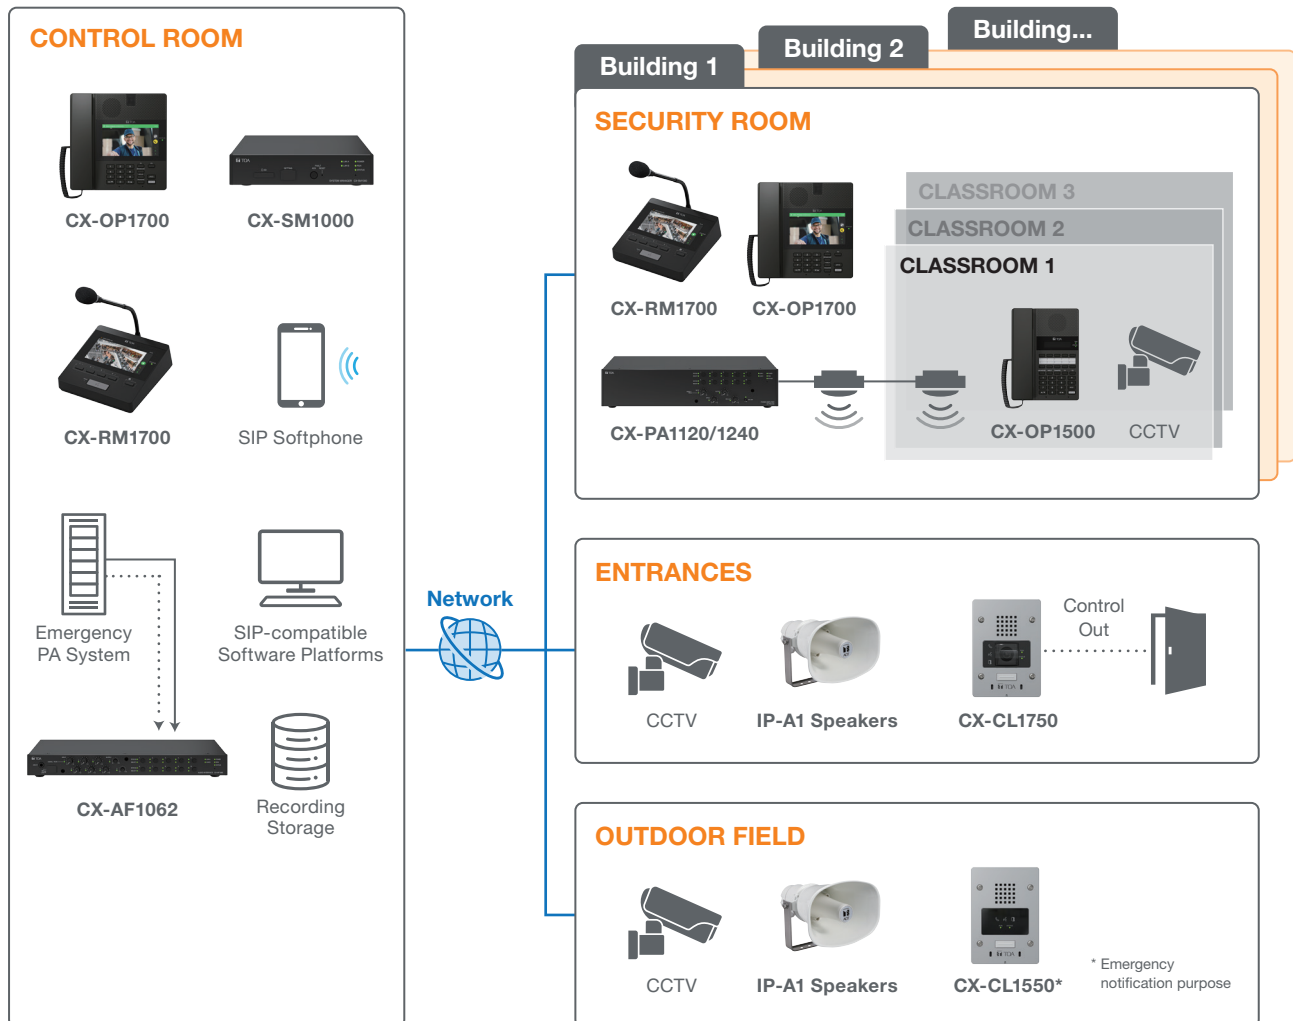 CONTROL ROOM
CX-OP1700
TOA
CX-SM1000
CX-RM1700
SIP Softphone
Emergency
PA System
SIP-compatible
Software Platforms
CX-AF1062
Recording
Storage
Network
Building 1
Building 2
Building...
SECURITY ROOM
CX-RM1700
CX-OP1700
CX-PA1120/1240
CLASSROOM 3
CLASSROOM 2
CLASSROOM 1
CX-OP1500
CCTV
ENTRANCES
CCTV
IP-A1 Speakers
TOA
CX-CL1750
Control
Out
OUTDOOR FIELD
CCTV
IP-A1 Speakers
TOA
CX-CL1550*
* Emergency
notification purpose